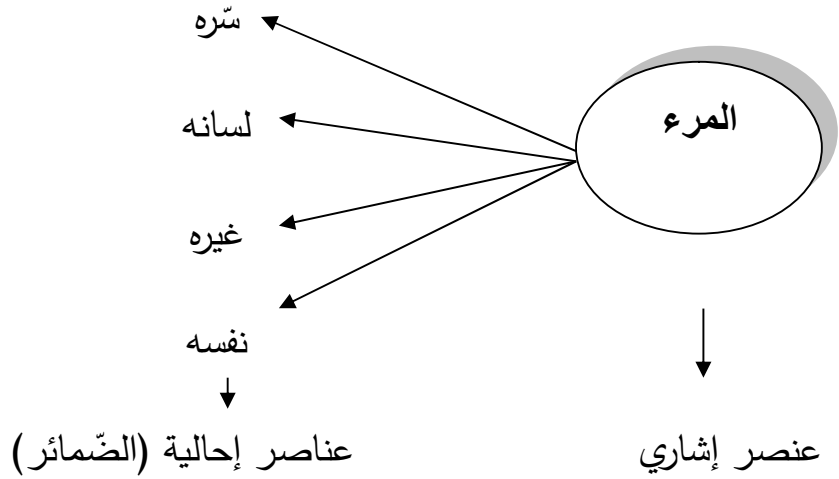 سّره
المرء
لسانه
غيره
نفسه
عنصر إشاري
عناصر إحالية (الضّمائر)